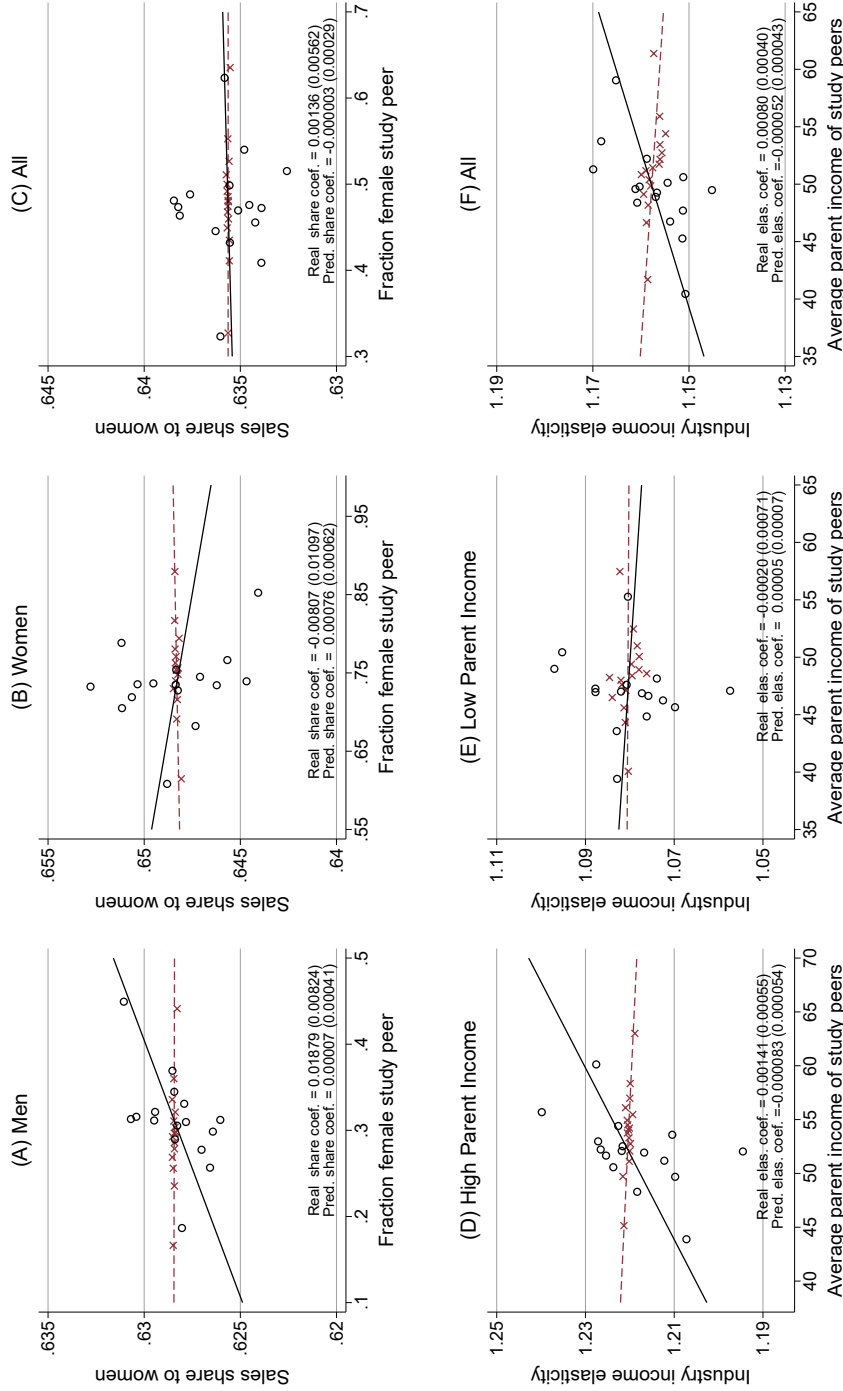 (A) Men
Sales share to women
.635
.63
.625
.62
.1
.2
.3
.4
.5
Fraction female study peer
Real  share coef. = 0.01879 (0.00824)
Pred. share coef. = 0.00007 (0.00041)
(B) Women
Sales share to women
.655
.65
.645
.64
.55
.65
.75
.85
.95
Fraction female study peer
Real  share coef. = -0.00807 (0.01097)
Pred. share coef. = 0.00076 (0.00062)
(C) All
Sales share to women
.645
.64
.635
.63
.3
.4
.5
.6
.7
Fraction female study peer
Real  share coef. = 0.00136 (0.00562)
Pred. share coef. = -0.000003 (0.00029)
(D) High Parent Income
Industry income elasticity
1.25
1.23
1.21
1.19
40
45
50
55
60
65
70
Average parent income of study peers
Real  elas. coef. = 0.00141 (0.00055)
Pred. elas. coef.=-0.000083 (0.000054)
(E) Low Parent Income
Industry income elasticity
1.11
1.09
1.07
1.05
35
40
45
50
55
60
65
Average parent income of study peers
Real  elas. coef. = -0.00020 (0.00071)
Pred. elas. coef. =  0.00005 (0.00007)
(F) All
Industry income elasticity
1.19
1.17
1.15
1.13
35
40
45
50
55
60
65
Average parent income of study peers
Real  elas. coef. = 0.00080 (0.00040)
Pred. elas. coef. = -0.000052 (0.000043)